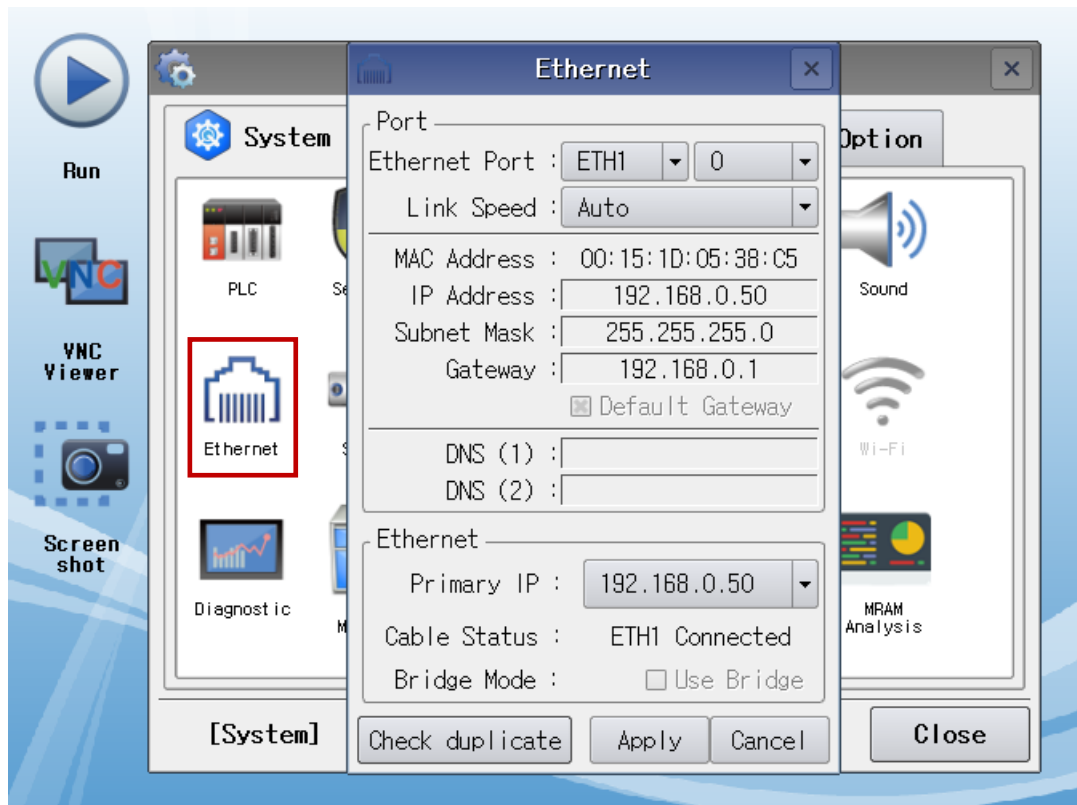 Run
VNC
VNC
Viewer
Screen
shot
System
Option
PLC
Se
Sound
Ethernet
S
Wi-Fi
Diagnostic
M
MRAM
Analysis
[System]
Close
Ethernet
Port
Ethernet Port : ETH1 0
Link Speed : Auto
MAC Address : 00:15:1D:05:38:C5
IP Address : 192.168.0.50
Subnet Mask : 255.255.255.0
Gateway : 192.168.0.1
Default Gateway
DNS (1) :
DNS (2) :
Ethernet
Primary IP : 192.168.0.50
Cable Status : ETH1 Connected
Bridge Mode : Use Bridge
Check duplicate Apply Cancel